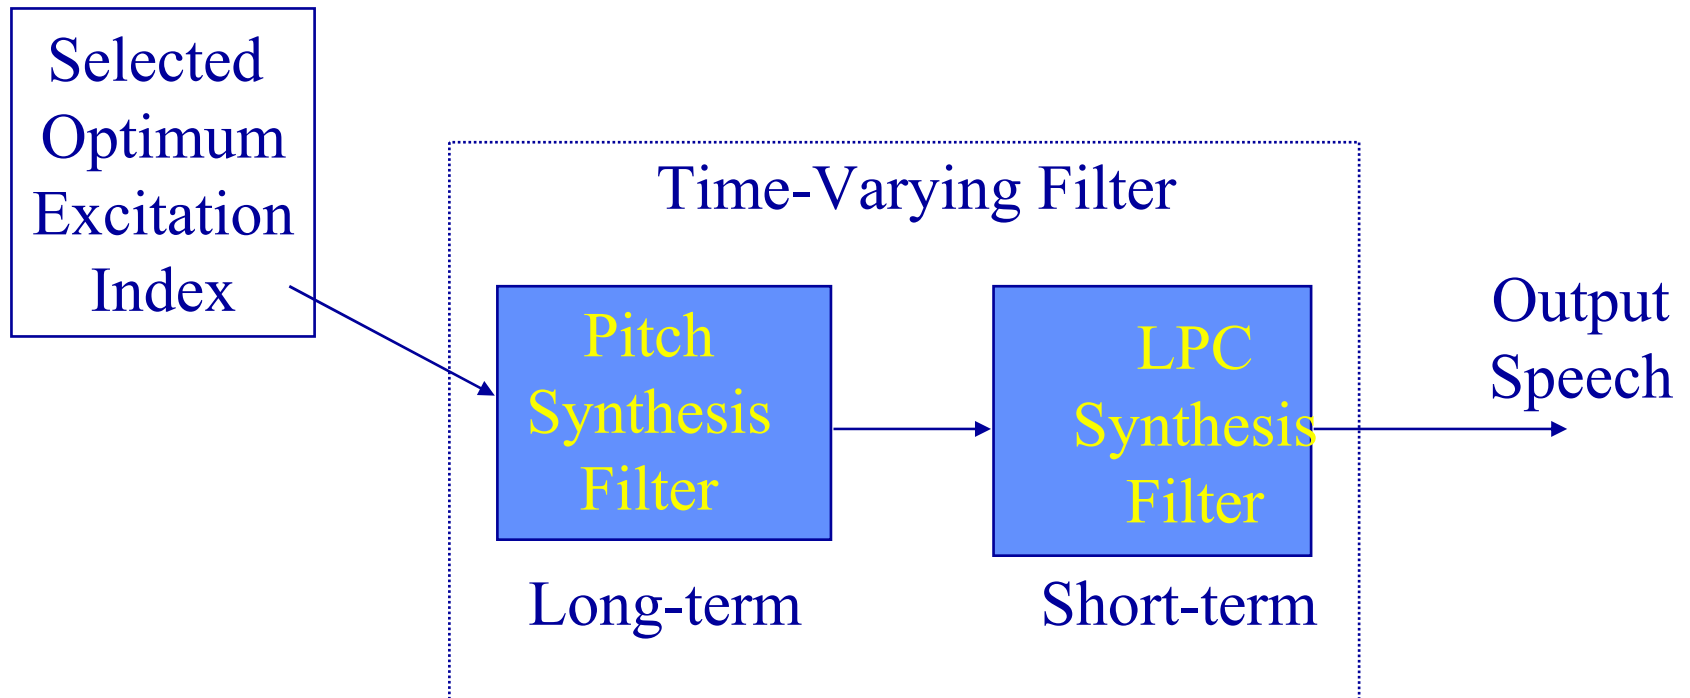 Selected
Optimum
Excitation
Index
Time-Varying Filter
Pitch
Synthesis
Filter
Long-term
LPC
Synthesis
Filter
Short-term
Output
Speech